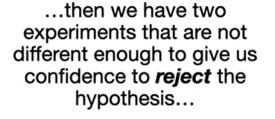 ...then we have two
experiments that are not
different enough to give us
confidence to reject the
hypothesis...